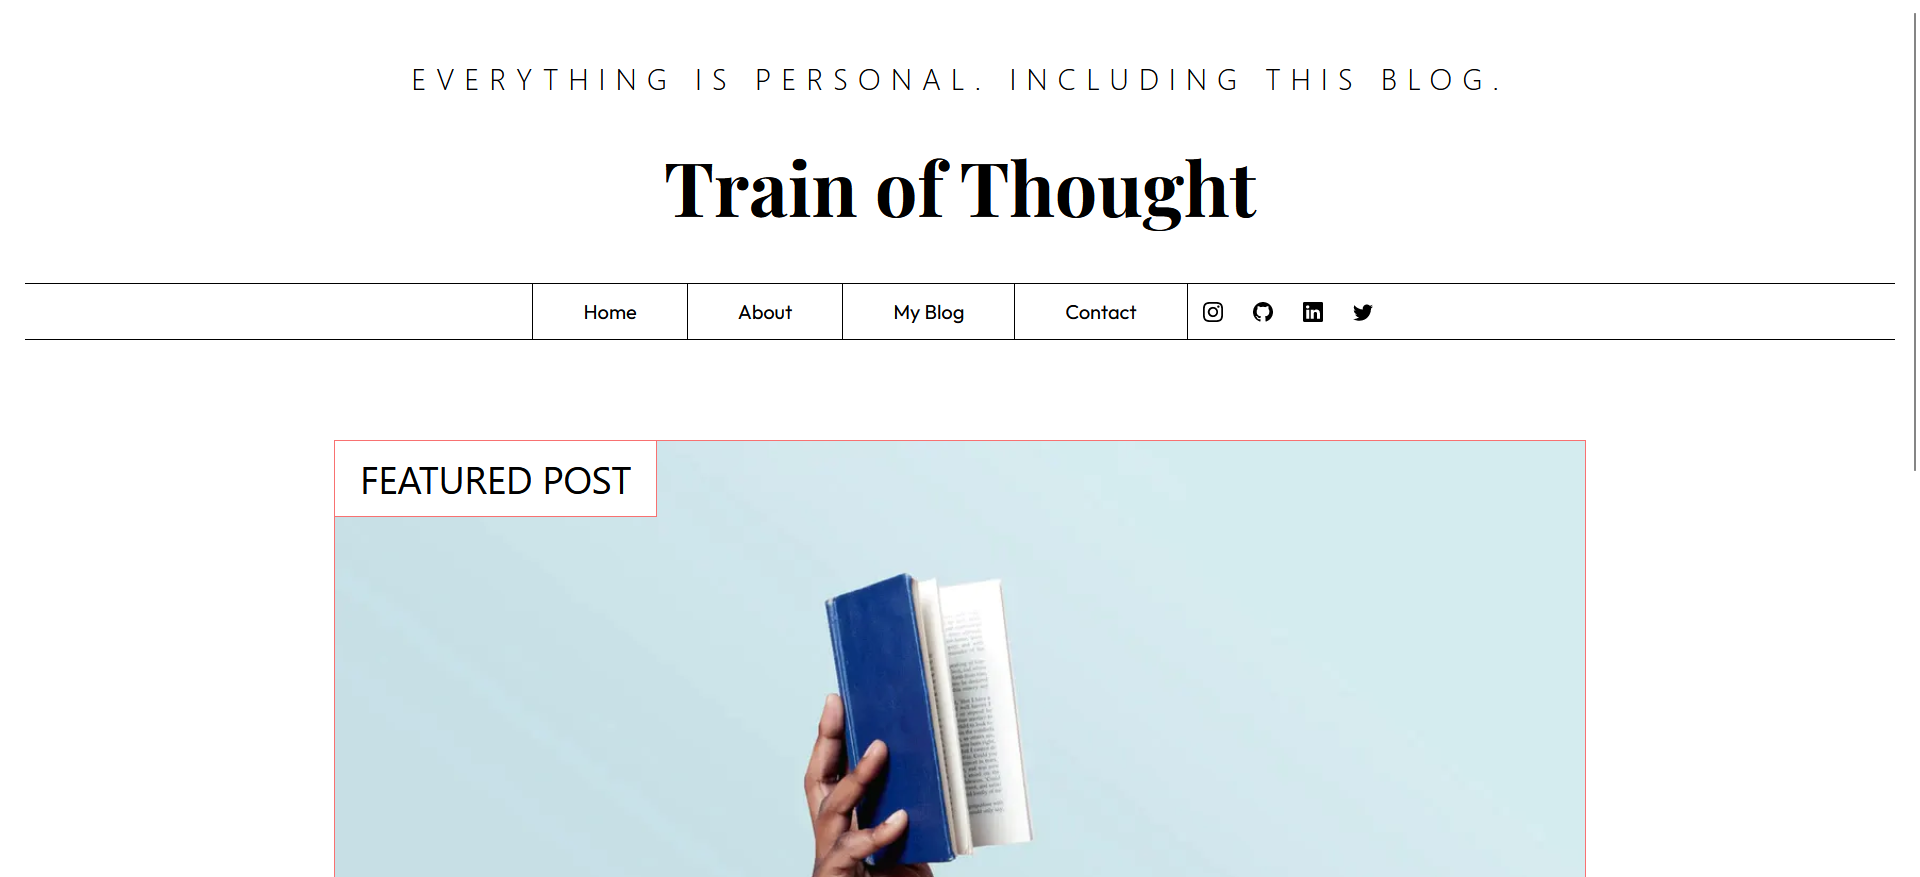 EVERYTHING IS PERSONAL. INCLUDING THIS BLOG.
Train of Thought
Home
About
My Blog
Contact
FEATURED POST